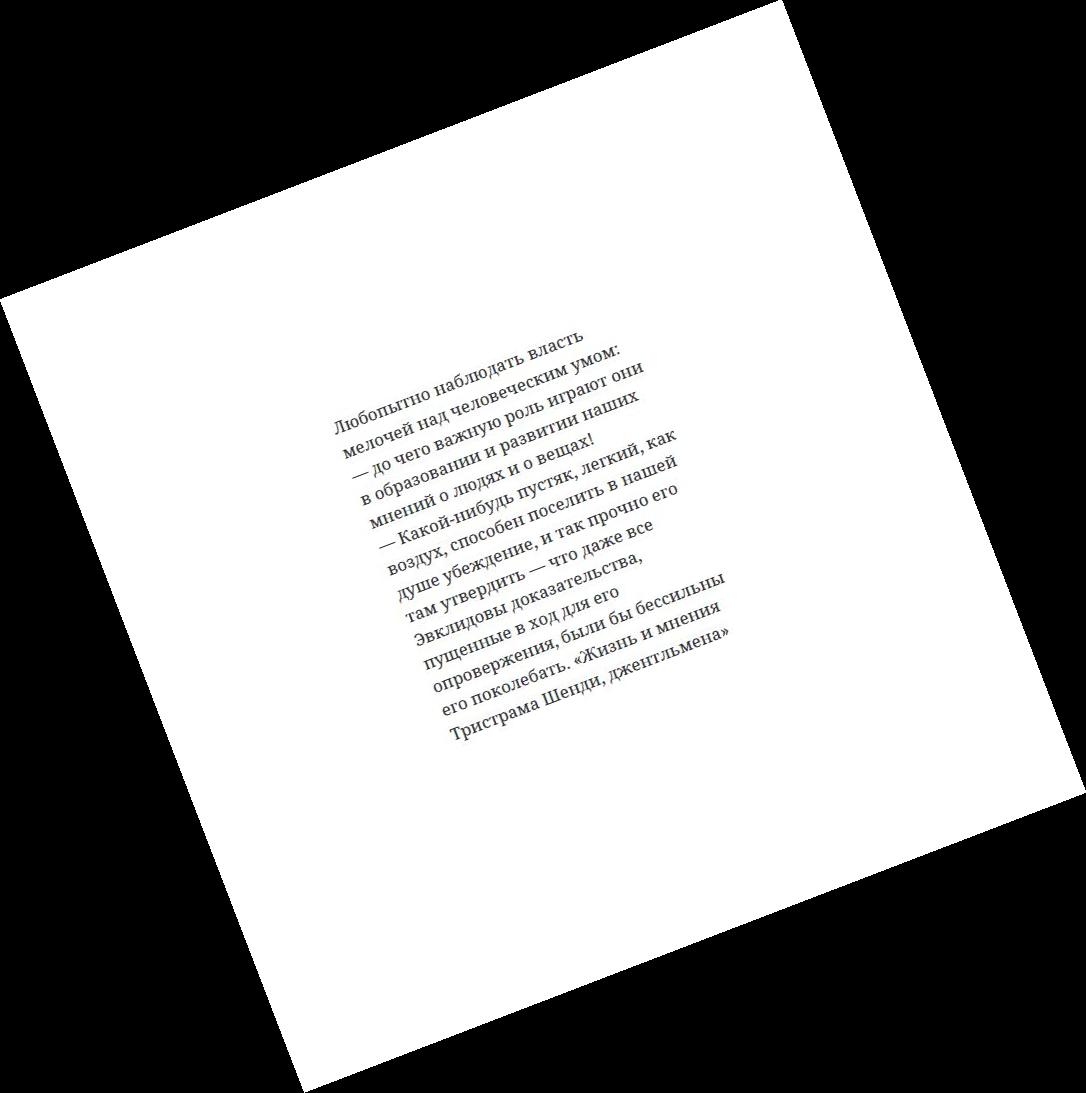 Любопытно наблюдать власть
мелочей над человеческим умом:
— до чего важную роль играют они
в образовании и развитии наших
мнений о людях и о вещах!
— Какой-нибудь пустяк, легкий, как
воздух, способен поселить в нашей
душе убеждение, и так прочно его
там утвердить — что даже все
Эвклидовы доказательства,
пущенные в ход для его
опровержения, были бы бессильны
его поколебать. «Жизнь и мнения
Тристрама Шенди, джентльмена»